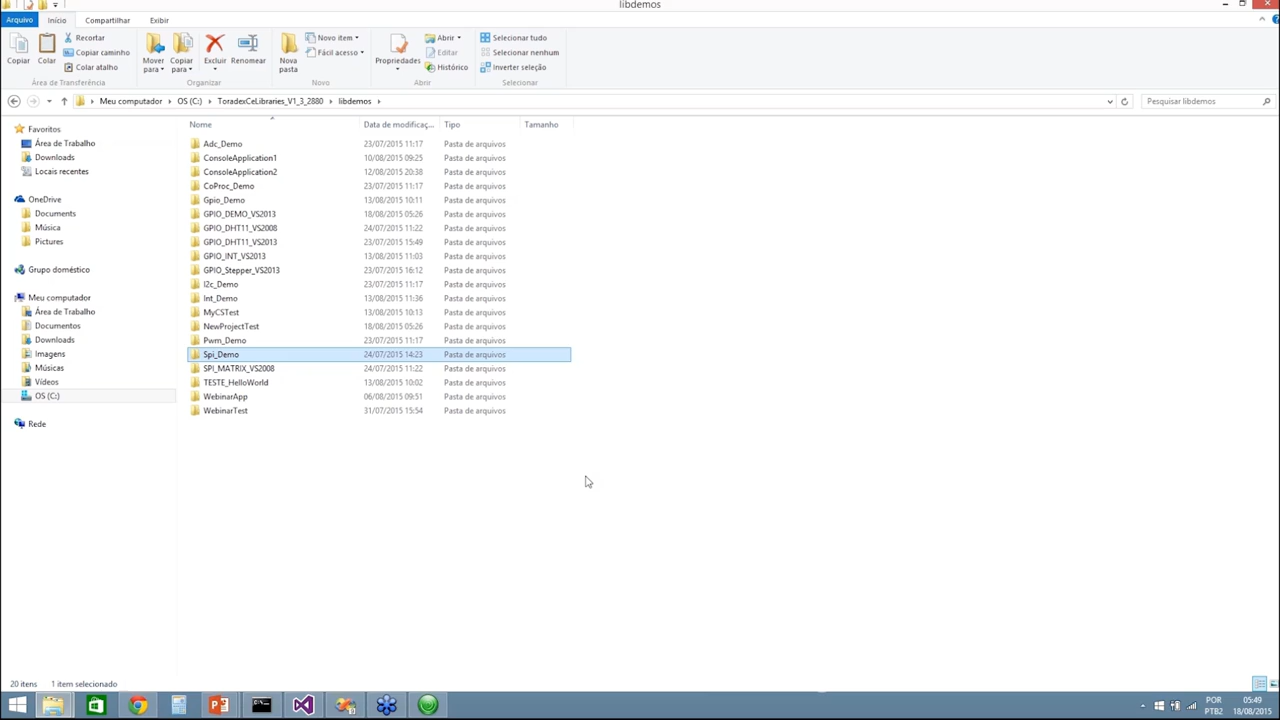 libdemos
Arquivo Início Compartilhar Exibir
Copiar Colar Recortar Copiar caminho Colar atalho Mover para Copiar para Excluir Renomear Nova pasta Novo item Fácil acesso Propriedades Abrir Editar Histórico Selecionar tudo Selecionar nenhum Inverter seleção
Área de Transferência Organizar Novo Abrir Selecionar
Meu computador OS (C:) ToradexCeLibraries_V1_3_2880 libdemos Pesquisar libdemos
Nome Data de modificaç... Tipo Tamanho
Favoritos
Área de Trabalho
Downloads
Locais recentes
OneDrive
Documents
Música
Pictures
Grupo doméstico
Meu computador
Área de Trabalho
Documentos
Downloads
Imagens
Músicas
Vídeos
OS (C:)
Rede
Adc_Demo 23/07/2015 11:17 Pasta de arquivos
ConsoleApplication1 10/08/2015 09:25 Pasta de arquivos
ConsoleApplication2 12/08/2015 20:38 Pasta de arquivos
CoProc_Demo 23/07/2015 11:17 Pasta de arquivos
Gpio_Demo 13/08/2015 10:11 Pasta de arquivos
GPIO_DEMO_VS2013 18/08/2015 05:26 Pasta de arquivos
GPIO_DHT11_VS2008 24/07/2015 11:22 Pasta de arquivos
GPIO_DHT11_VS2013 23/07/2015 15:49 Pasta de arquivos
GPIO_INT_VS2013 13/08/2015 11:03 Pasta de arquivos
GPIO_Stepper_VS2013 23/07/2015 16:12 Pasta de arquivos
I2c_Demo 23/07/2015 11:17 Pasta de arquivos
Int_Demo 13/08/2015 11:36 Pasta de arquivos
MyCSTest 13/08/2015 10:13 Pasta de arquivos
NewProjectTest 18/08/2015 05:26 Pasta de arquivos
Pwm_Demo 23/07/2015 11:17 Pasta de arquivos
Spi_Demo 24/07/2015 14:23 Pasta de arquivos
SPI_MATRIX_VS2008 24/07/2015 11:22 Pasta de arquivos
TESTE_HelloWorld 13/08/2015 10:02 Pasta de arquivos
WebinarApp 06/08/2015 09:51 Pasta de arquivos
WebinarTest 31/07/2015 15:54 Pasta de arquivos
20 itens 1 item selecionado
POR 05:49
PTB2 18/08/2015